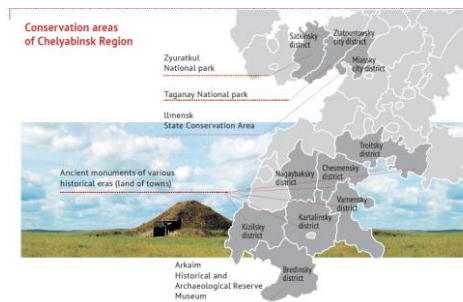 Conservation areas
of Chelyabinsk Region
Satkinsky
district
Zlatoustavsky
city district
Miassky
city district
Zyuratkul
National park
Taganay National park
Ilmensk
State Conservation Area
Troitsky
district
Ancient monuments of various
historical eras (land of towns)
Nagaybaksky
district
Chesmensky
district
Varnensky
district
Kizilsky
district
Kartalinsky
district
Bredinsky
district
Arkaim
Historical and
Archaeological Reserve
Museum